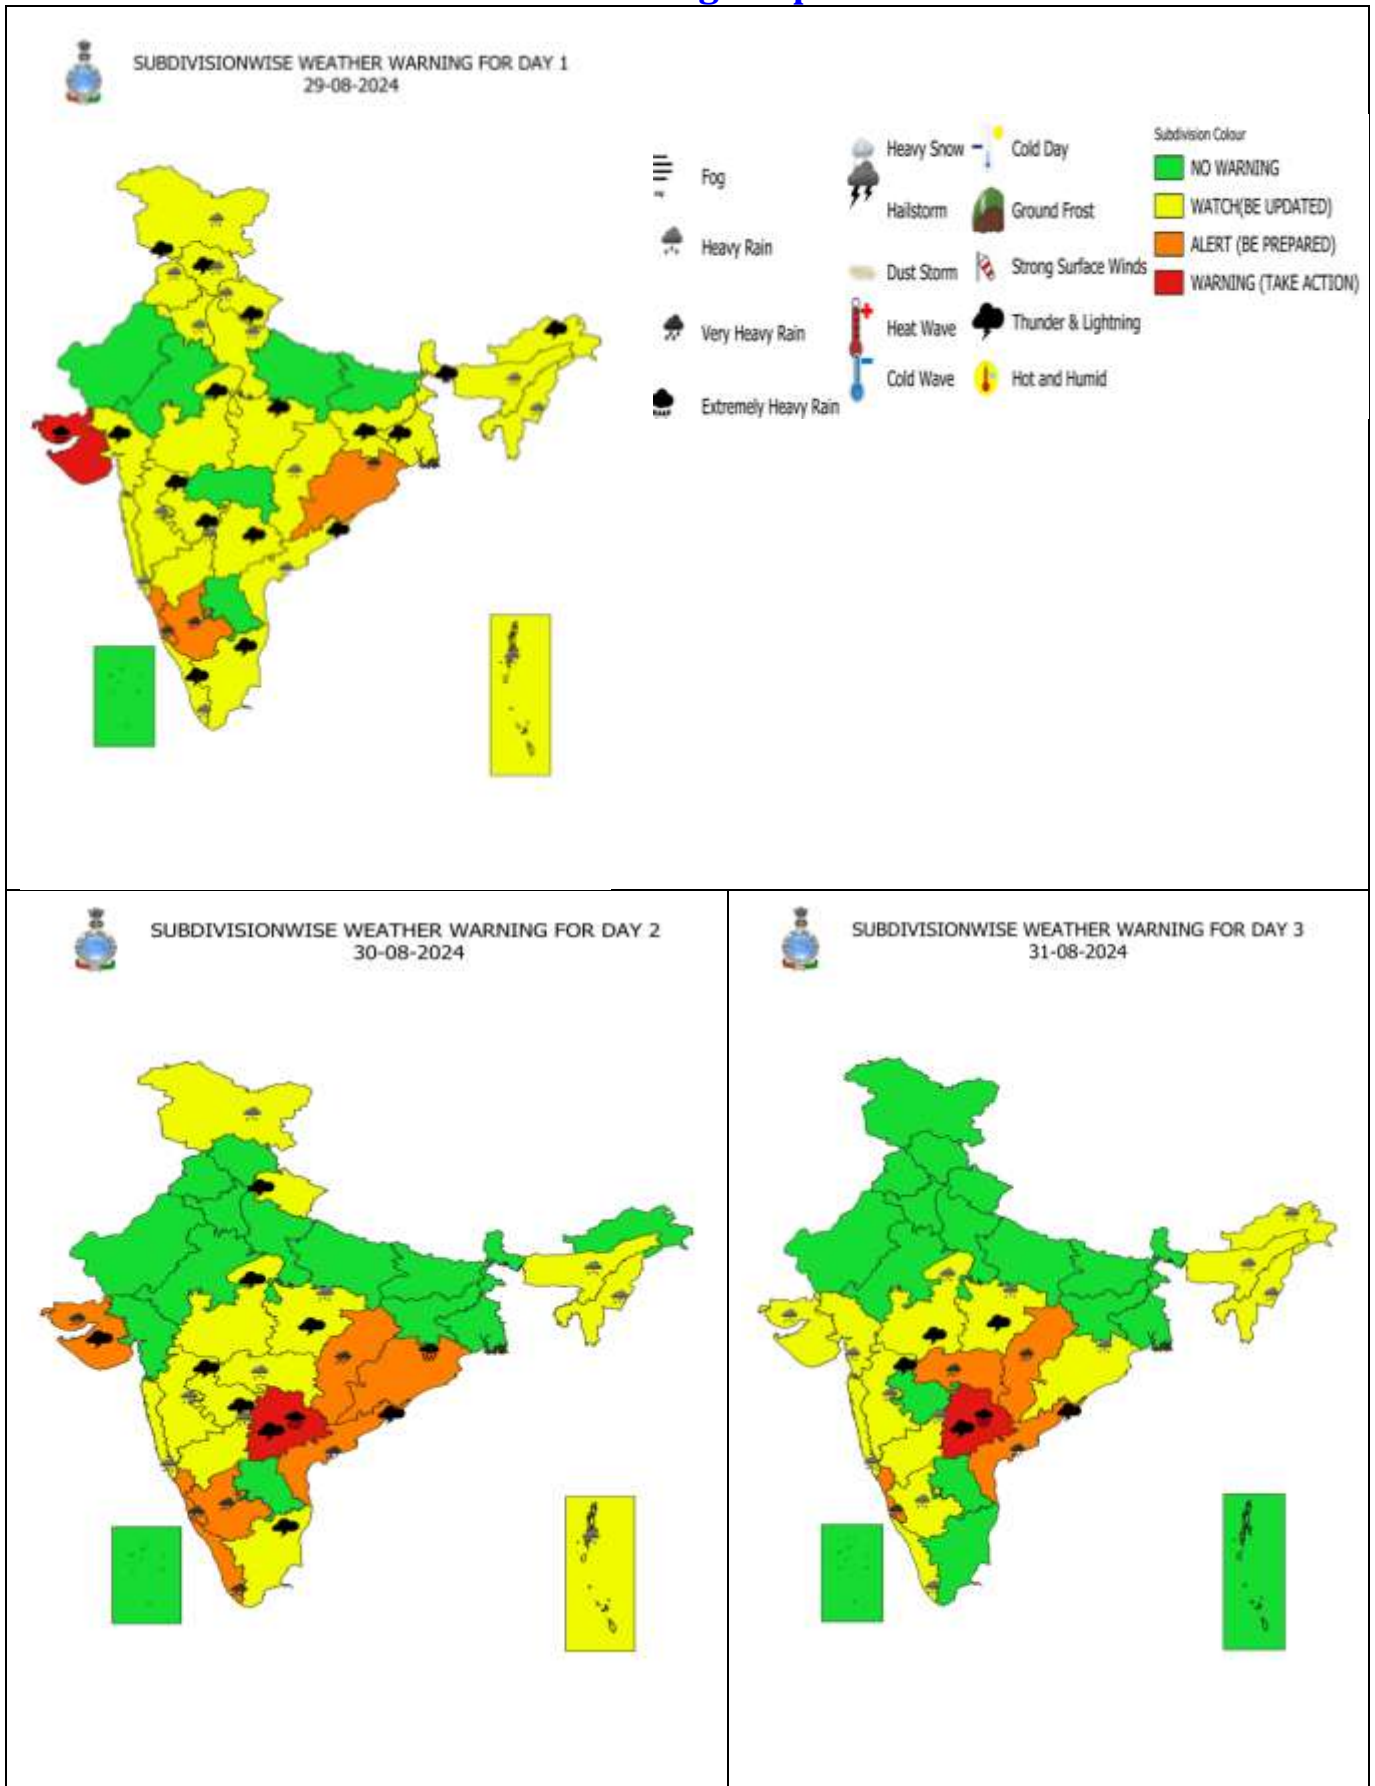 SUBDIVISIONWISE WEATHER WARNING FOR DAY 1
29-08-2024
Fog
Heavy Rain
Very Heavy Rain
Extremely Heavy Rain
Heavy Snow
Hailstorm
Dust Storm
Heat Wave
Cold Wave
Cold Day
Ground Frost
Strong Surface Winds
Thunder & Lightning
Hot and Humid
Subdivision Colour
NO WARNING
WATCH(BE UPDATED)
ALERT (BE PREPARED)
WARNING (TAKE ACTION)
SUBDIVISIONWISE WEATHER WARNING FOR DAY 2
30-08-2024
SUBDIVISIONWISE WEATHER WARNING FOR DAY 3
31-08-2024